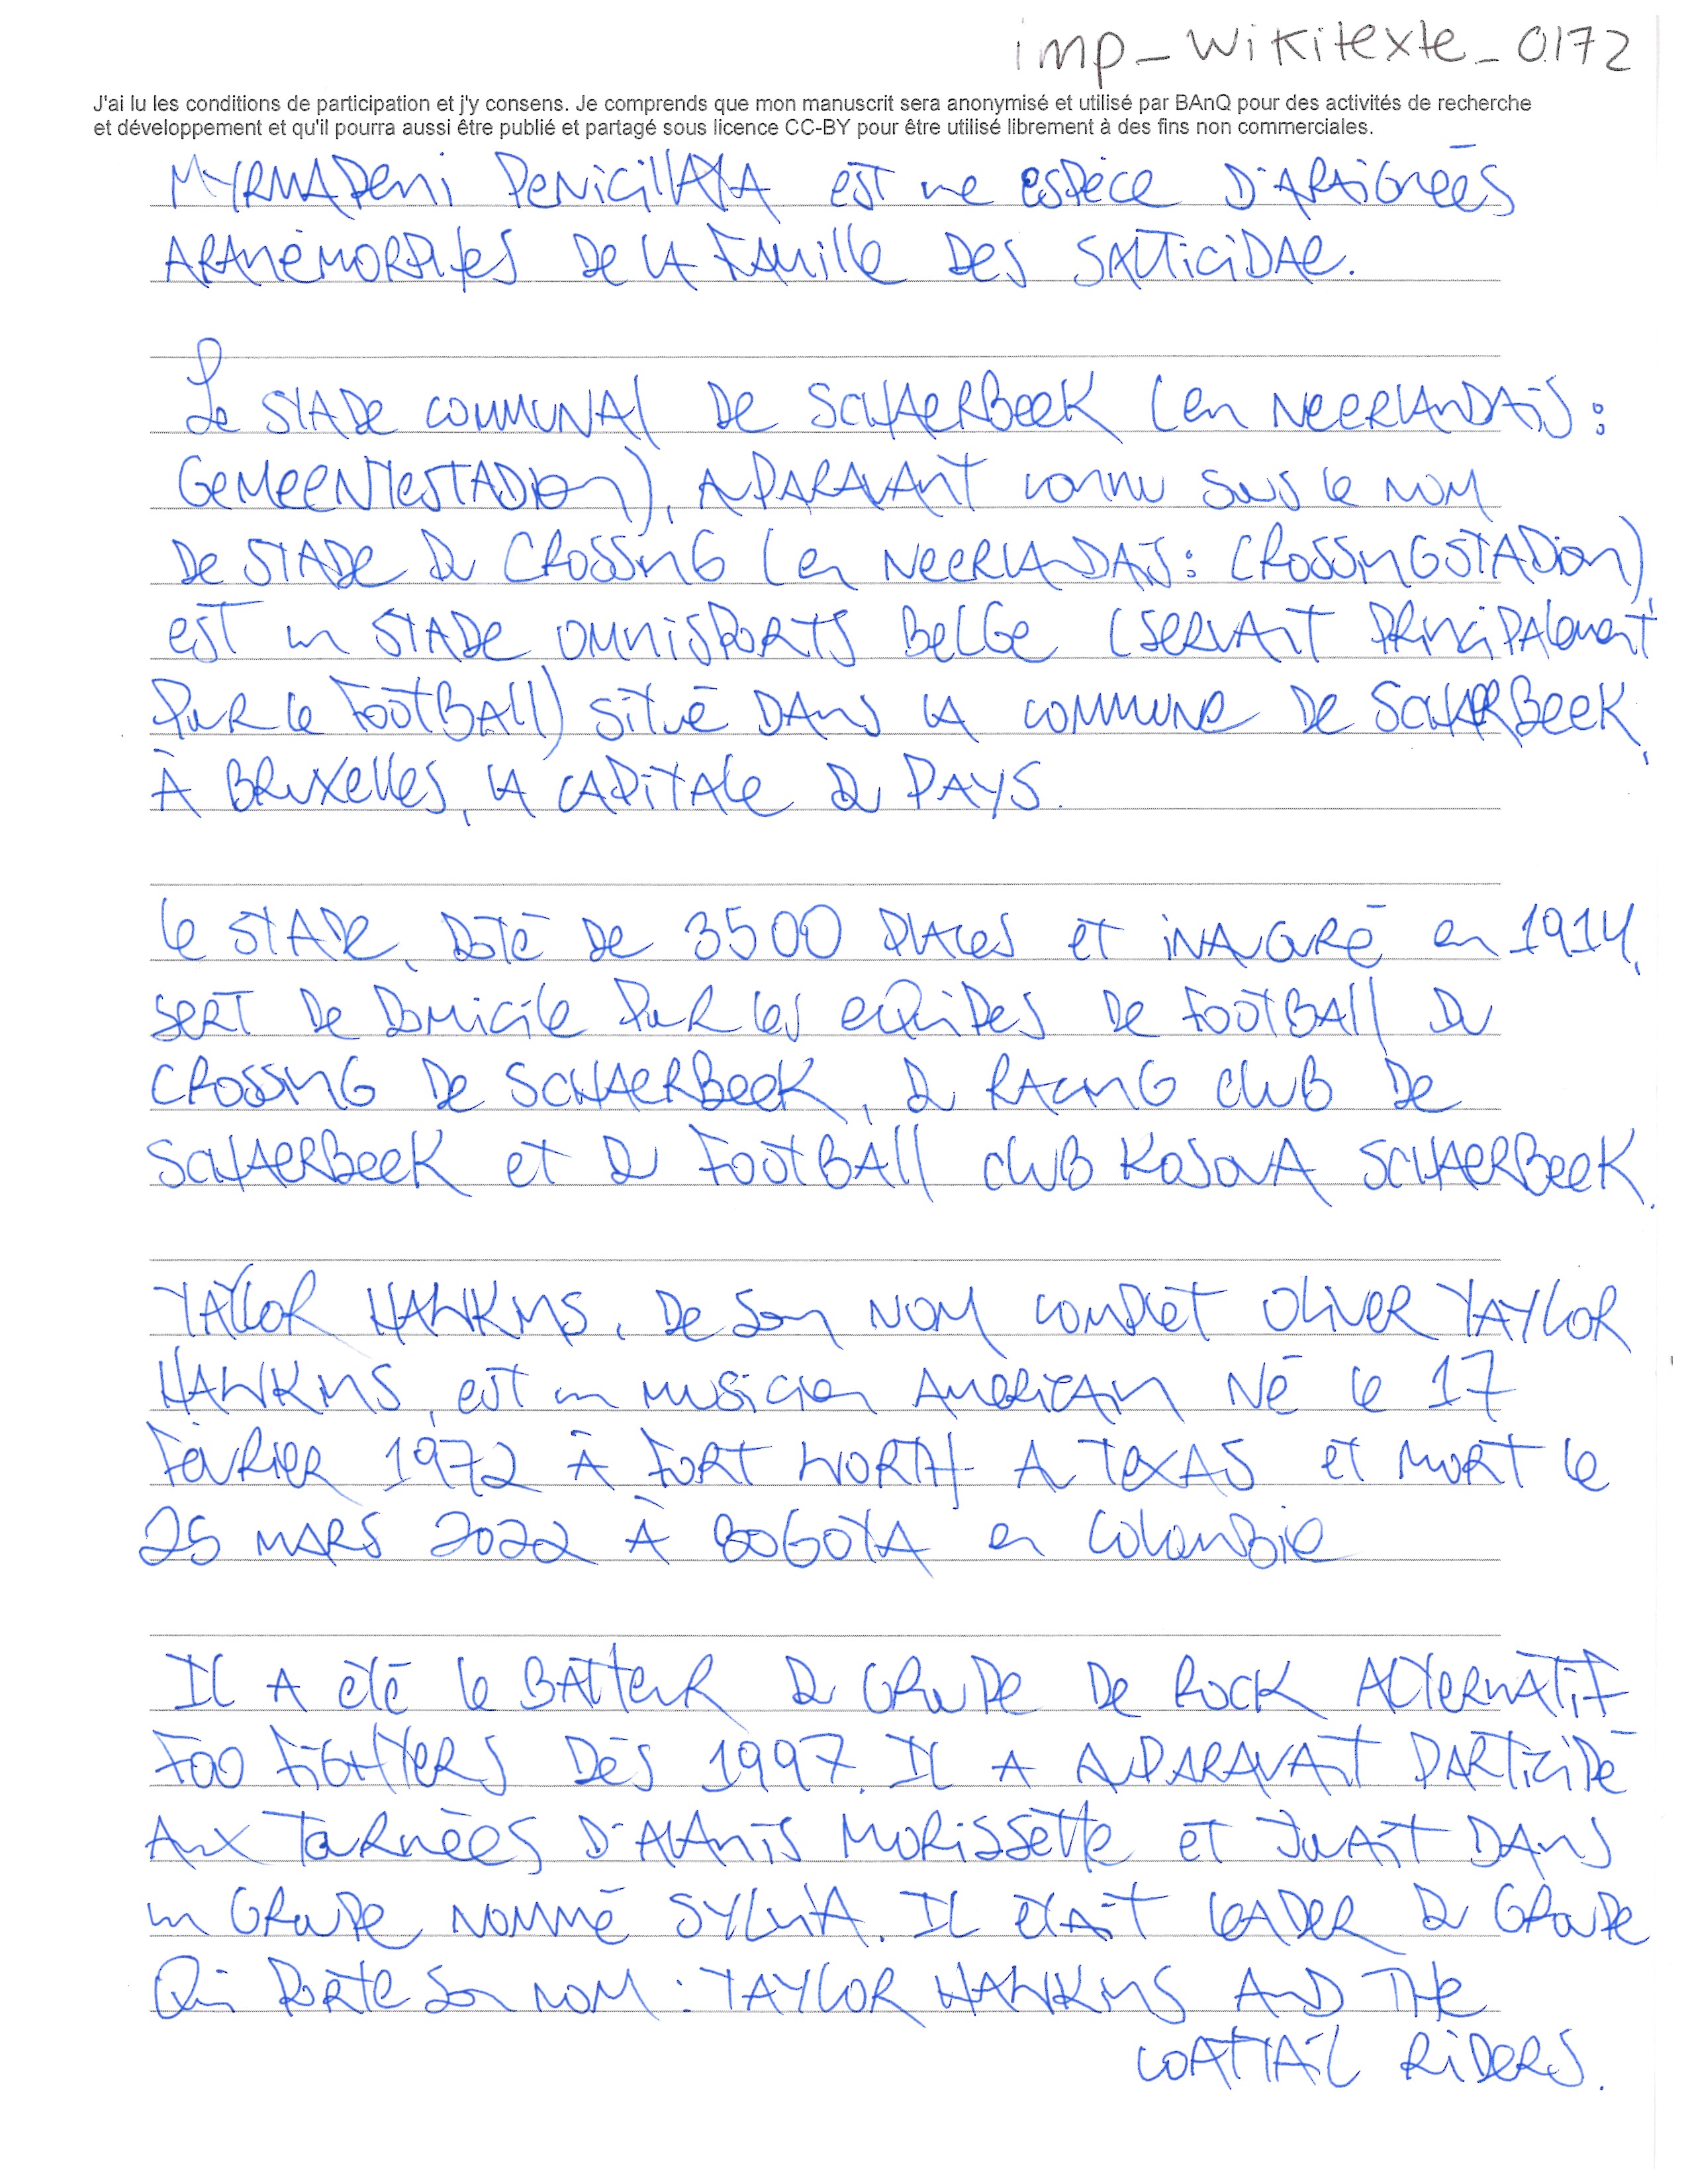 imp_wikitexte_0172
J'ai lu les conditions de participation et j'y consens. Je comprends que mon manuscrit sera anonymisé et utilisé par BAnQ pour des activités de recherche
et développement et qu'il pourra aussi être publié et partagé sous licence CC-BY pour être utilisé librement à des fins non commerciales.
Myrmapeni penicillata est une espèce d'araignées
aranéomorphes de la famille des Salticidae.
Le stade communal de Schaerbeek (en néerlandais :
Gemeentestadion), auparavant connu sous le nom
de stade du Crossing (en néerlandais : Crossingstadion)
est un stade omnisports belge (servant principalement
pour le football) situé dans la commune de Schaerbeek,
à Bruxelles, la capitale du pays.
Le stade, doté de 3500 places et inauguré en 1914,
sert de domicile pour les equipes de football du
Crossing de Schaerbeek, du Racing club de
Schaerbeek et du Football club Kosova Schaerbeek.
Taylor Hawkins, de son nom complet Oliver Taylor
Hawkins, est un musicien américain né le 17
février 1972 à Fort Worth au Texas et mort le
25 mars 2022 à Bogota en Colombie
Il a été le batteur du groupe de rock alternatif
Foo Fighters dès 1997. Il a auparavant participé
aux tournées d'Alanis Morissette et jouait dans
un groupe nommé Sylvia. Il était leader du groupe
qui porte son nom : Taylor Hawkins and the
Coattail Riders.